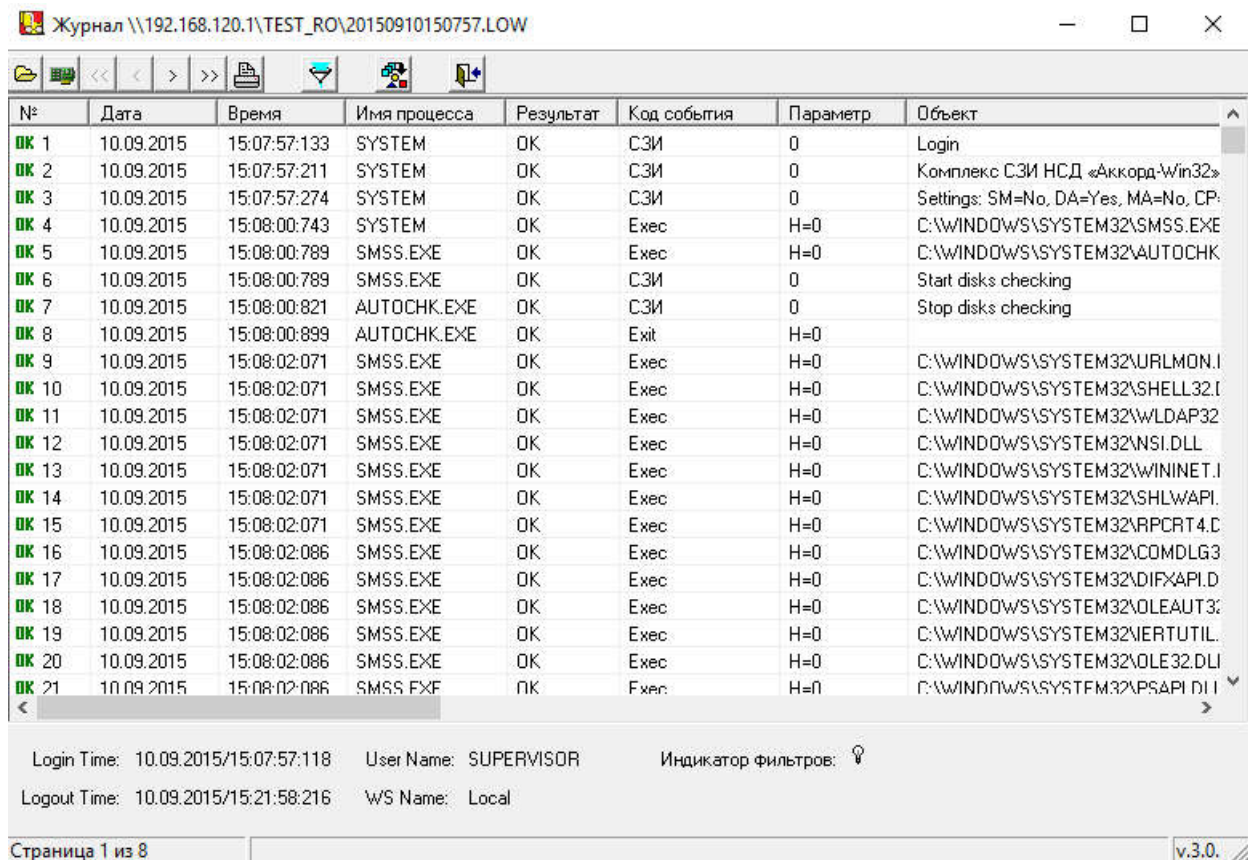 Журнал \\192.168.120.1\TEST_RO\20150910150757.LOW
<< < > >>
№ Дата Время Имя процесса Результат Код события Параметр Объект
OK 1 10.09.2015 15:07:57:133 SYSTEM OK СЗИ 0 Login
OK 2 10.09.2015 15:07:57:211 SYSTEM OK СЗИ 0 Комплекс СЗИ НСД «Аккорд-Win32»
OK 3 10.09.2015 15:07:57:274 SYSTEM OK СЗИ 0 Settings: SM=No, DA=Yes, MA=No, CP
OK 4 10.09.2015 15:08:00:743 SYSTEM OK Exec H=0 C:\WINDOWS\SYSTEM32\SMSS.EXE
OK 5 10.09.2015 15:08:00:789 SMSS.EXE OK Exec H=0 C:\WINDOWS\SYSTEM32\AUTOCHK
OK 6 10.09.2015 15:08:00:789 SMSS.EXE OK СЗИ 0 Start disks checking
OK 7 10.09.2015 15:08:00:821 AUTOCHK.EXE OK СЗИ 0 Stop disks checking
OK 8 10.09.2015 15:08:00:899 AUTOCHK.EXE OK Exit H=0
OK 9 10.09.2015 15:08:02:071 SMSS.EXE OK Exec H=0 C:\WINDOWS\SYSTEM32\URLMON.
OK 10 10.09.2015 15:08:02:071 SMSS.EXE OK Exec H=0 C:\WINDOWS\SYSTEM32\SHELL32.
OK 11 10.09.2015 15:08:02:071 SMSS.EXE OK Exec H=0 C:\WINDOWS\SYSTEM32\WLDAP32
OK 12 10.09.2015 15:08:02:071 SMSS.EXE OK Exec H=0 C:\WINDOWS\SYSTEM32\NSI.DLL
OK 13 10.09.2015 15:08:02:071 SMSS.EXE OK Exec H=0 C:\WINDOWS\SYSTEM32\WININET.
OK 14 10.09.2015 15:08:02:071 SMSS.EXE OK Exec H=0 C:\WINDOWS\SYSTEM32\SHLWAPI.
OK 15 10.09.2015 15:08:02:071 SMSS.EXE OK Exec H=0 C:\WINDOWS\SYSTEM32\RPCRT4.D
OK 16 10.09.2015 15:08:02:086 SMSS.EXE OK Exec H=0 C:\WINDOWS\SYSTEM32\COMDLG3
OK 17 10.09.2015 15:08:02:086 SMSS.EXE OK Exec H=0 C:\WINDOWS\SYSTEM32\DIFXAPI.D
OK 18 10.09.2015 15:08:02:086 SMSS.EXE OK Exec H=0 C:\WINDOWS\SYSTEM32\OLEAUT32
OK 19 10.09.2015 15:08:02:086 SMSS.EXE OK Exec H=0 C:\WINDOWS\SYSTEM32\IERTUTIL.
OK 20 10.09.2015 15:08:02:086 SMSS.EXE OK Exec H=0 C:\WINDOWS\SYSTEM32\OLE32.DLL
OK 21 10.09.2015 15:08:02:086 SMSS.EXE OK Exec H=0 C:\WINDOWS\SYSTEM32\PSAPI.DLL
Login Time: 10.09.2015/15:07:57:118 User Name: SUPERVISOR Индикатор фильтров:
Logout Time: 10.09.2015/15:21:58:216 WS Name: Local
Страница 1 из 8 v.3.0.